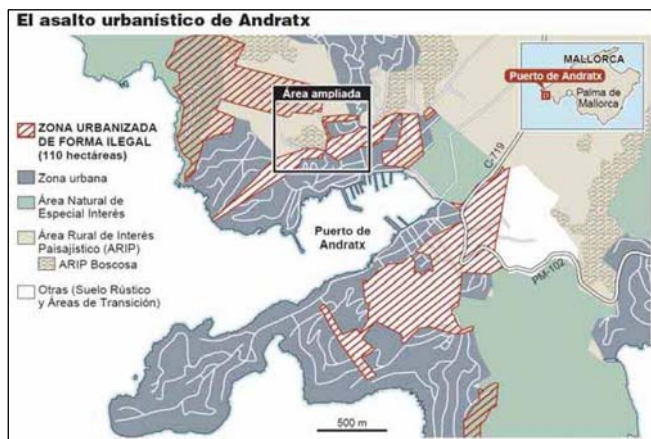 El asalto urbanístico de Andratx
MALLORCA
Puerto de Andratx
Palma de
Mallorca
Área ampliada
C-719
ZONA URBANIZADA
DE FORMA ILEGAL
(110 hectáreas)
Zona urbana
Área Natural de
Especial Interés
Área Rural de Interés
Paisajístico (ARIP)
ARIP Boscosa
Otras (Suelo Rústico
y Áreas de Transición)
Puerto de
Andratx
PM-102
500 m